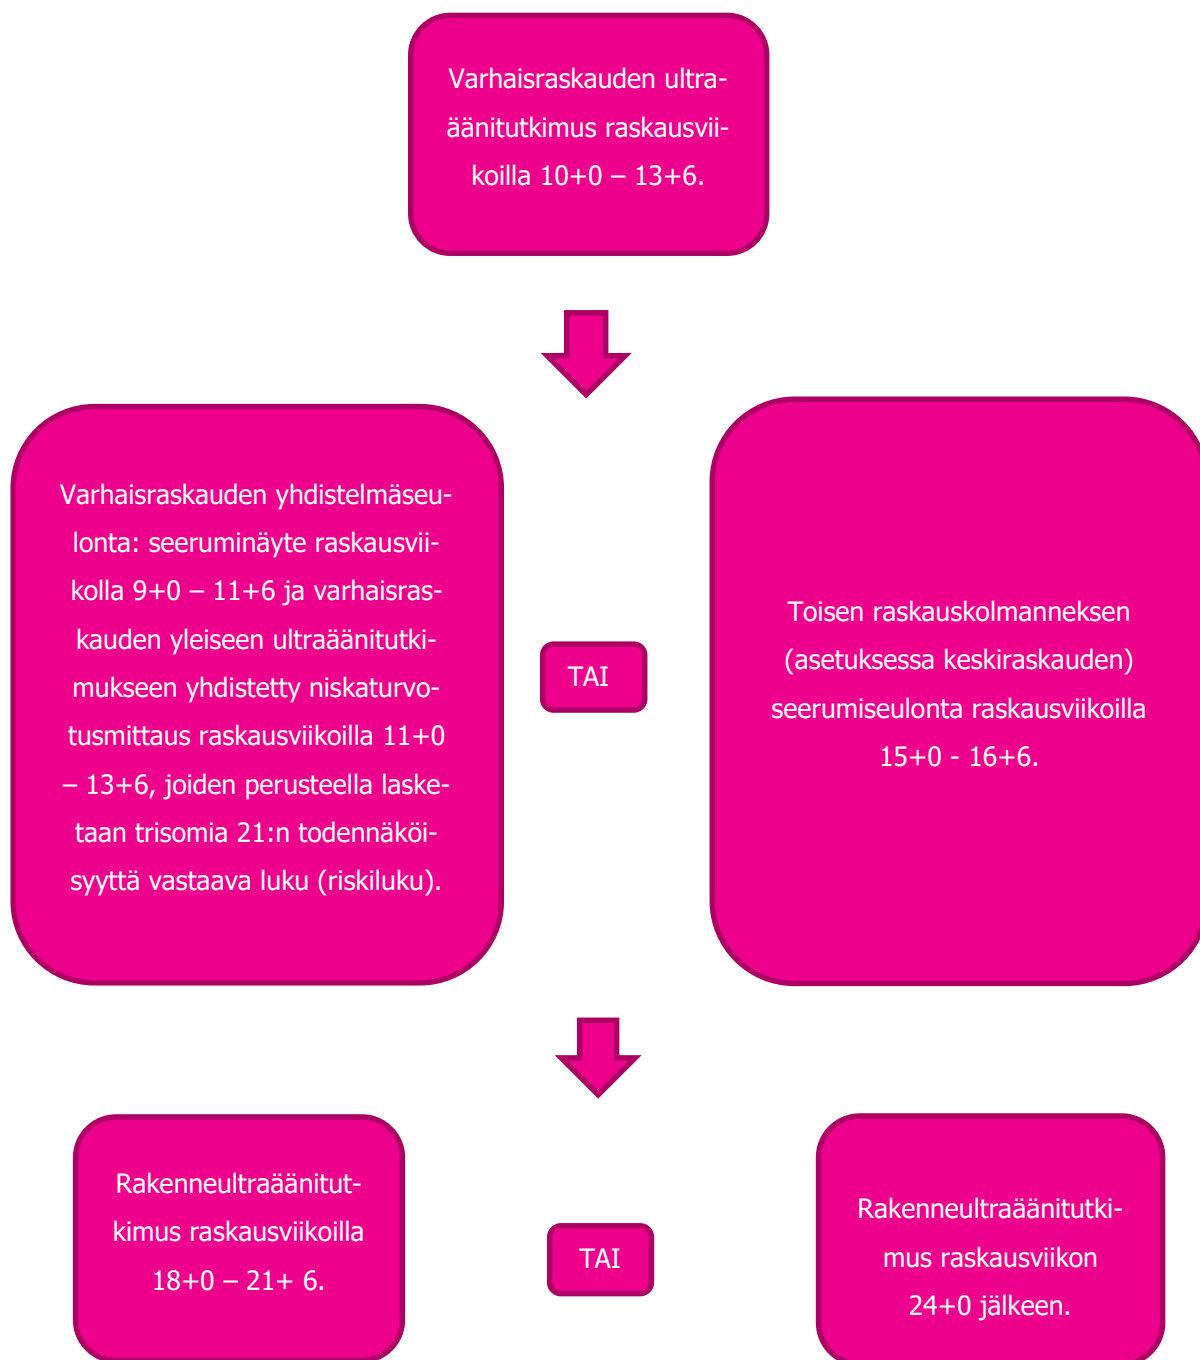 Varhaisraskauden ultra-
äänitutkimus raskausvii-
koilla 10+0 – 13+6.
Varhaisraskauden yhdistelmäseu-
lonta: seeruminäyte raskausvii-
kolla 9+0 – 11+6 ja varhaisras-
kauden yleiseen ultraäänitutki-
mukseen yhdistetty niskaturvo-
tusmittaus raskausviikoilla 11+0
– 13+6, joiden perusteella laske-
taan trisomia 21:n todennäköi-
syyttä vastaava luku (riskiluku).
TAI
Toisen raskauskolmanneksen
(asetuksessa keskiraskauden)
seerumiseulonta raskausviikoilla
15+0 - 16+6.
Rakenneultraäänitut-
kimus raskausviikoilla
18+0 – 21+ 6.
TAI
Rakenneultraäänitutki-
mus raskausviikon
24+0 jälkeen.